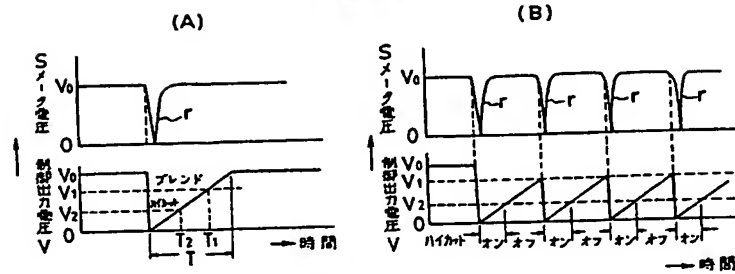 (A)
Sメータ電圧
V0
0
r
制御出力電圧V
V0
V1
V2
0
ブレンド
ハイカット
T2 T1
T
時間
(B)
Sメータ電圧
V0
0
r r r r
制御出力電圧V
V0
V1
V2
0
ハイカット オン オフ オン オフ オン オフ オン
時間